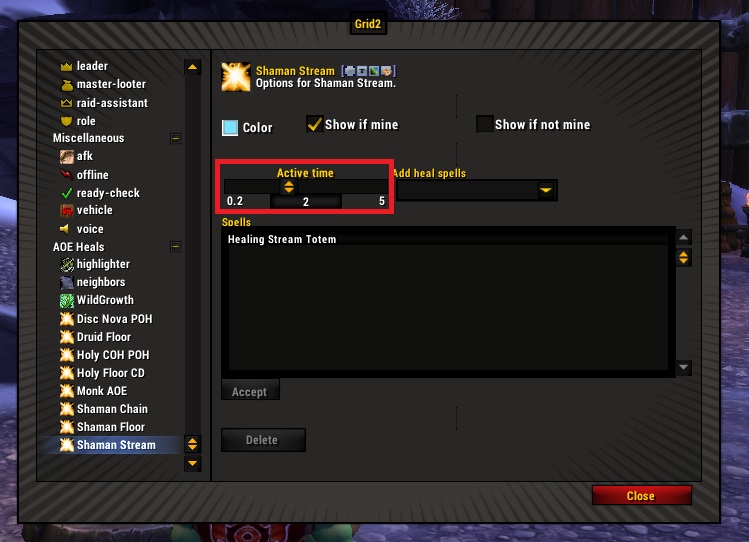 Grid2
leader
master-looter
raid-assistant
role
Miscellaneous
afk
offline
ready-check
vehicle
voice
AOE Heals
highlighter
neighbors
WildGrowth
Disc Nova POH
Druid Floor
Holy COH POH
Holy Floor CD
Monk AOE
Shaman Chain
Shaman Floor
Shaman Stream
Shaman Stream [ ]
Options for Shaman Stream.
Color
Show if mine
Show if not mine
Active time
0.2 2 5
Add heal spells
Spells
Healing Stream Totem
Accept
Delete
Close